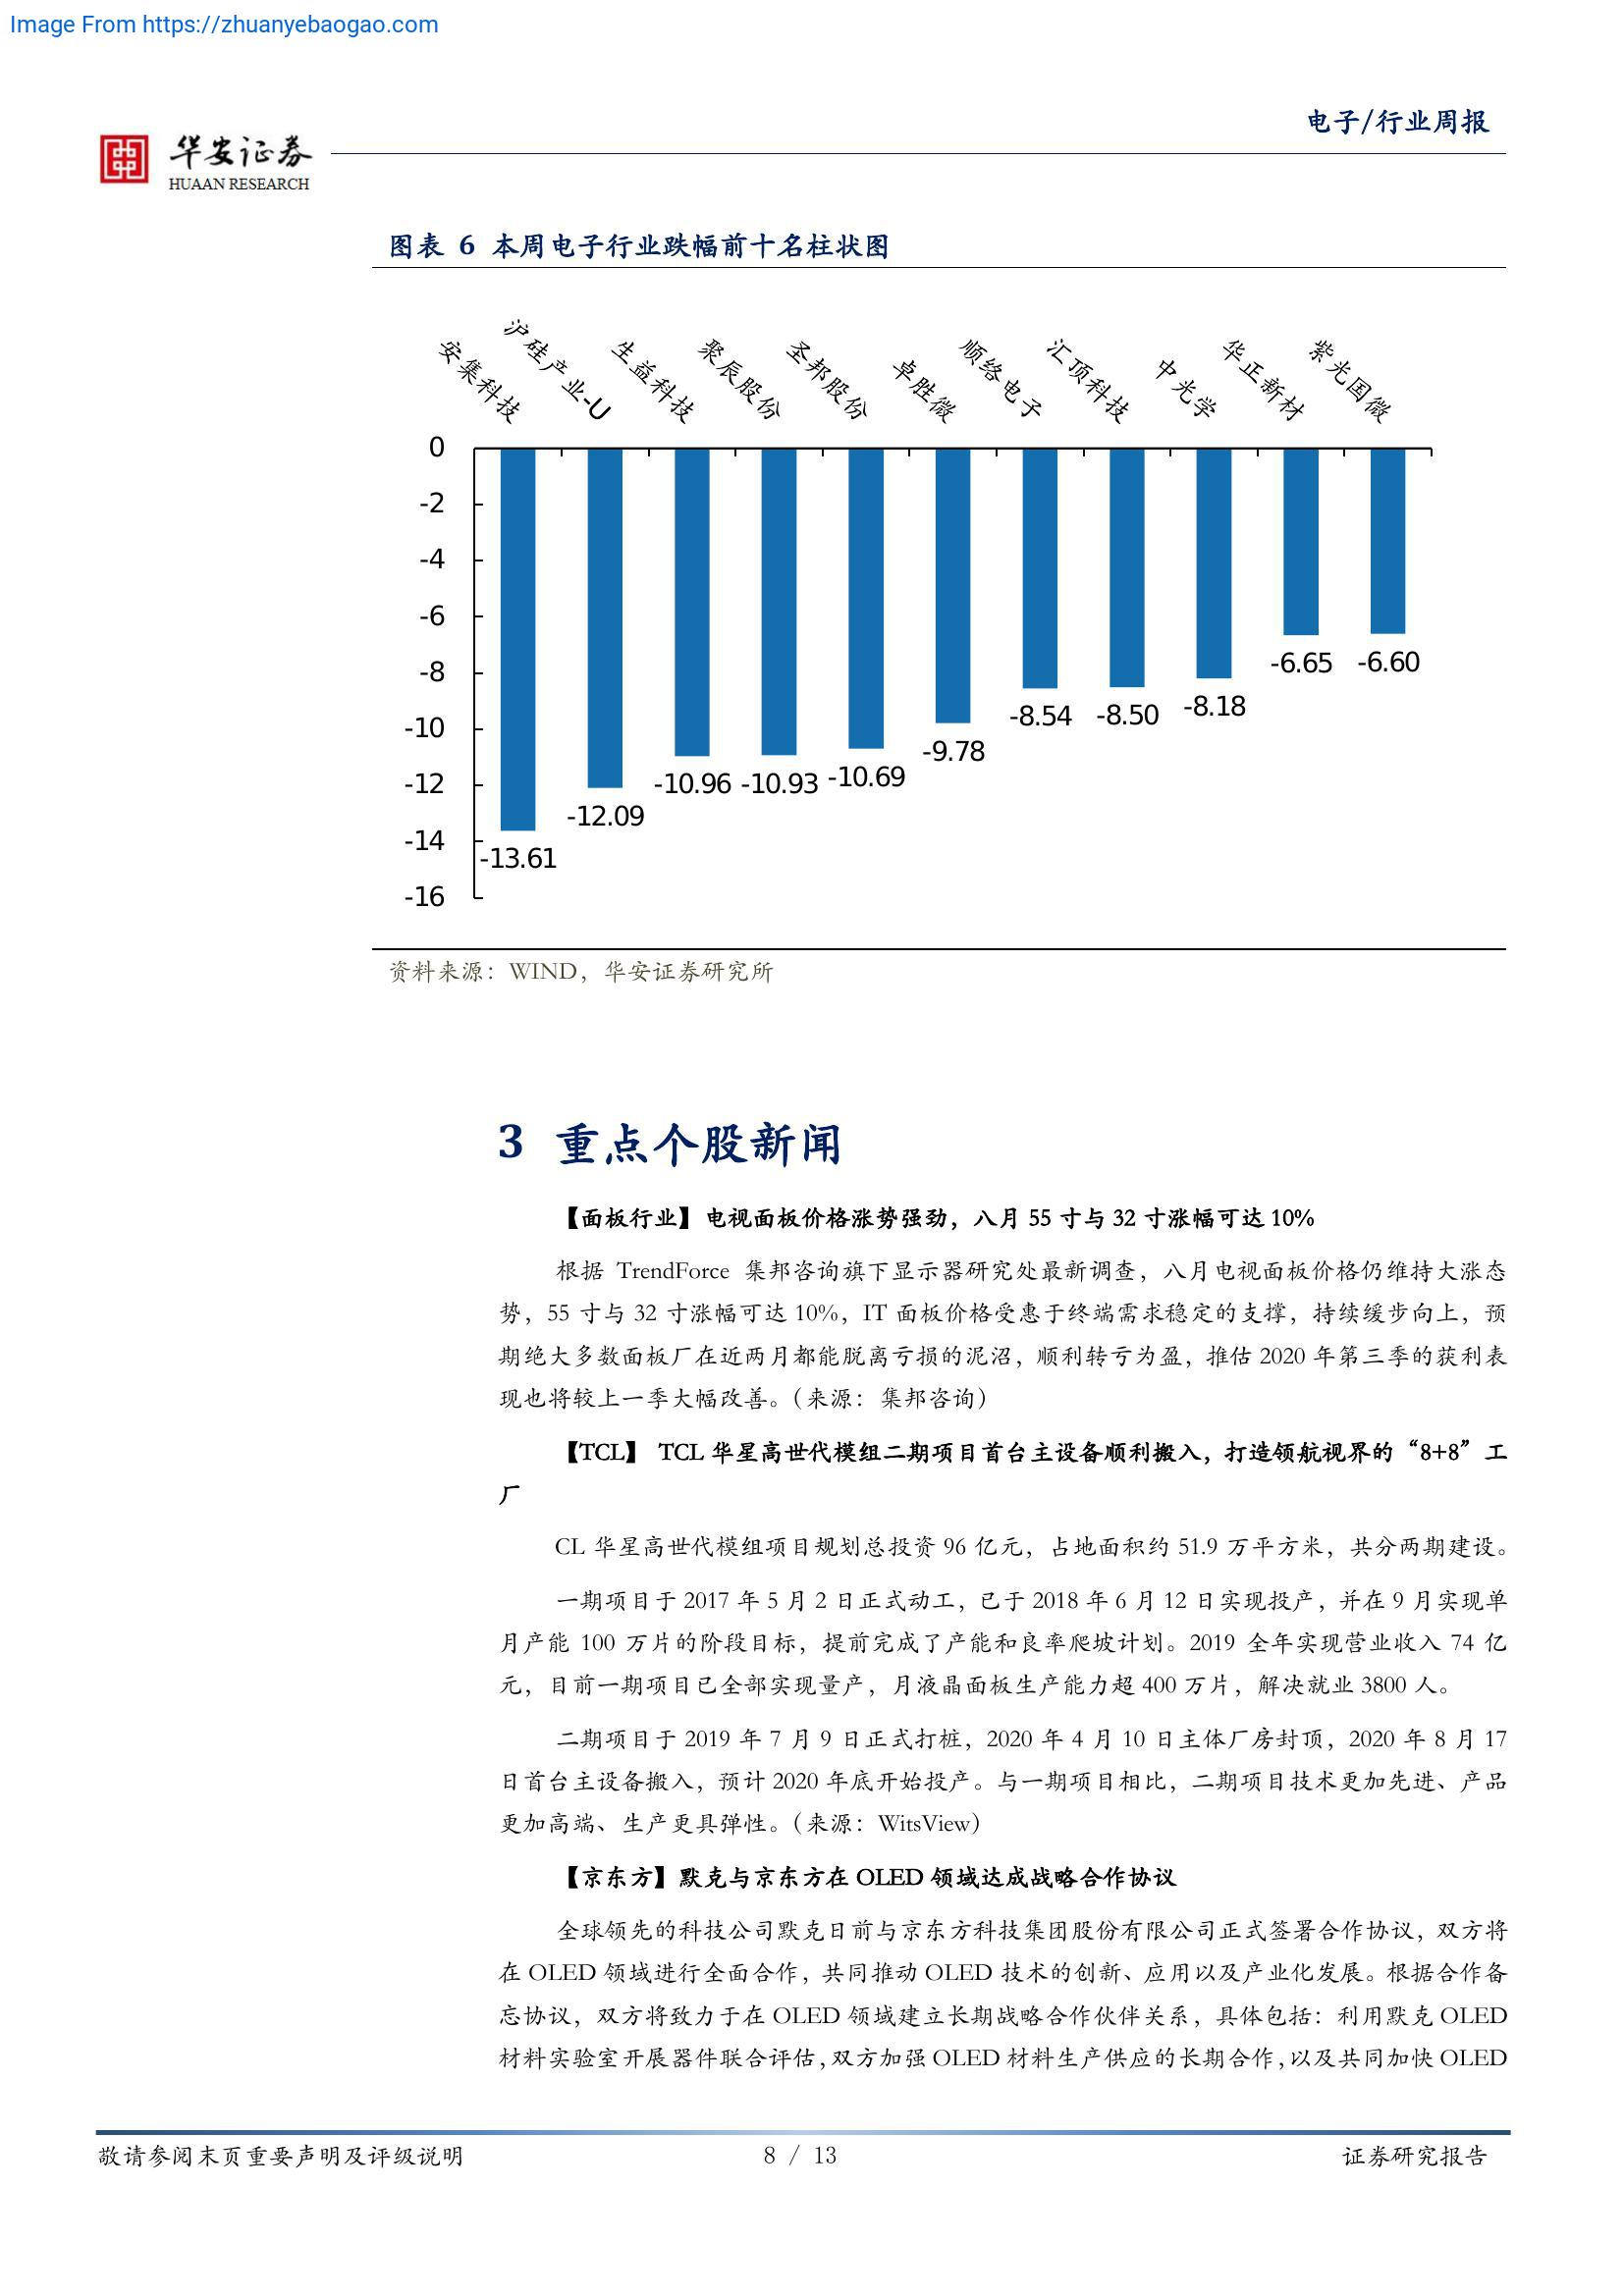 Image From https://zhuanyebaogao.com
电子/行业周报
华安证券
HUAAN RESEARCH
图表 6 本周电子行业跌幅前十名柱状图
安集科技
沪硅产业-U
生益科技
聚辰股份
圣邦股份
卓胜微
顺络电子
汇顶科技
中光学
华正新材
紫光国微
0
-2
-4
-6
-8
-10
-12
-14
-16
-13.61
-12.09
-10.96
-10.93
-10.69
-9.78
-8.54
-8.50
-8.18
-6.65
-6.60
资料来源：WIND，华安证券研究所
3 重点个股新闻
【面板行业】电视面板价格涨势强劲，八月 55 寸与 32 寸涨幅可达 10%
根据 TrendForce 集邦咨询旗下显示器研究处最新调查，八月电视面板价格仍维持大涨态
势，55 寸与 32 寸涨幅可达 10%，IT 面板价格受惠于终端需求稳定的支撑，持续缓步向上，预
期绝大多数面板厂在近两月都能脱离亏损的泥沼，顺利转亏为盈，推估 2020 年第三季的获利表
现也将较上一季大幅改善。（来源：集邦咨询）
【TCL】 TCL 华星高世代模组二期项目首台主设备顺利搬入，打造领航视界的“8+8”工
厂
CL 华星高世代模组项目规划总投资 96 亿元，占地面积约 51.9 万平方米，共分两期建设。
一期项目于 2017 年 5 月 2 日正式动工，已于 2018 年 6 月 12 日实现投产，并在 9 月实现单
月产能 100 万片的阶段目标，提前完成了产能和良率爬坡计划。2019 全年实现营业收入 74 亿
元，目前一期项目已全部实现量产，月液晶面板生产能力超 400 万片，解决就业 3800 人。
二期项目于 2019 年 7 月 9 日正式打桩，2020 年 4 月 10 日主体厂房封顶，2020 年 8 月 17
日首台主设备搬入，预计 2020 年底开始投产。与一期项目相比，二期项目技术更加先进、产品
更加高端、生产更具弹性。（来源：WitsView）
【京东方】默克与京东方在 OLED 领域达成战略合作协议
全球领先的科技公司默克日前与京东方科技集团股份有限公司正式签署合作协议，双方将
在 OLED 领域进行全面合作，共同推动 OLED 技术的创新、应用以及产业化发展。根据合作备
忘协议，双方将致力于在 OLED 领域建立长期战略合作伙伴关系，具体包括：利用默克 OLED
材料实验室开展器件联合评估，双方加强 OLED 材料生产供应的长期合作，以及共同加快 OLED
敬请参阅末页重要声明及评级说明
8 / 13
证券研究报告